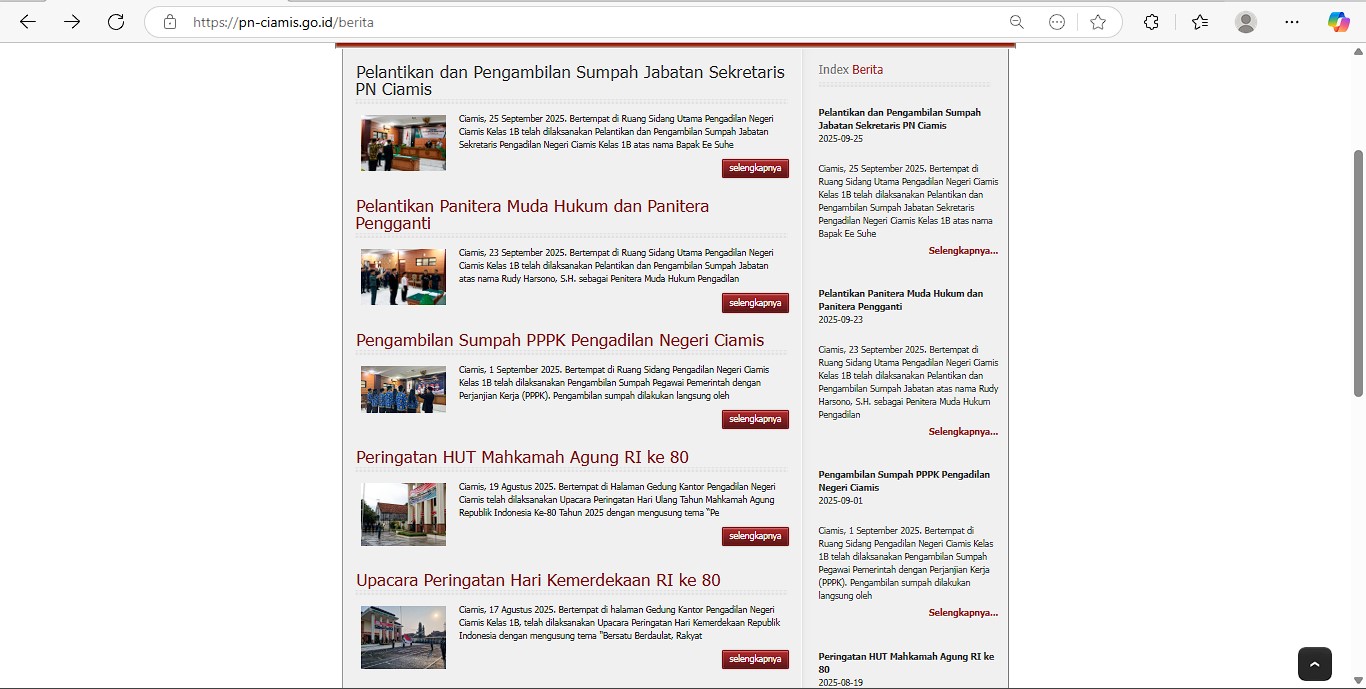 https://pn-ciamis.go.id/berita
Pelantikan dan Pengambilan Sumpah Jabatan Sekretaris
PN Ciamis
Ciamis, 25 September 2025. Bertempat di Ruang Sidang Utama Pengadilan Negeri
Ciamis Kelas 1B telah dilaksanakan Pelantikan dan Pengambilan Sumpah Jabatan
Sekretaris Pengadilan Negeri Ciamis Kelas 1B atas nama Bapak Ee Suhe
selengkapnya
Pelantikan Panitera Muda Hukum dan Panitera
Pengganti
Ciamis, 23 September 2025. Bertempat di Ruang Sidang Utama Pengadilan Negeri
Ciamis Kelas 1B telah dilaksanakan Pelantikan dan Pengambilan Sumpah Jabatan
atas nama Rudy Harsono, S.H. sebagai Penitera Muda Hukum Pengadilan
selengkapnya
Pengambilan Sumpah PPPK Pengadilan Negeri Ciamis
Ciamis, 1 September 2025. Bertempat di Ruang Sidang Pengadilan Negeri Ciamis
Kelas 1B telah dilaksanakan Pengambilan Sumpah Pegawai Pemerintah dengan
Perjanjian Kerja (PPPK). Pengambilan sumpah dilakukan langsung oleh
selengkapnya
Peringatan HUT Mahkamah Agung RI ke 80
Ciamis, 19 Agustus 2025. Bertempat di Halaman Gedung Kantor Pengadilan Negeri
Ciamis telah dilaksanakan Upacara Peringatan Hari Ulang Tahun Mahkamah Agung
Republik Indonesia Ke-80 Tahun 2025 dengan mengusung tema “Pe
selengkapnya
Upacara Peringatan Hari Kemerdekaan RI ke 80
Ciamis, 17 Agustus 2025. Bertempat di halaman Gedung Kantor Pengadilan Negeri
Ciamis Kelas 1B, telah dilaksanakan Upacara Peringatan Hari Kemerdekaan Republik
Indonesia dengan mengusung tema "Bersatu Berdaulat, Rakyat
selengkapnya
Index Berita
Pelantikan dan Pengambilan Sumpah
Jabatan Sekretaris PN Ciamis
2025-09-25
Ciamis, 25 September 2025. Bertempat di
Ruang Sidang Utama Pengadilan Negeri Ciamis
Kelas 1B telah dilaksanakan Pelantikan dan
Pengambilan Sumpah Jabatan Sekretaris
Pengadilan Negeri Ciamis Kelas 1B atas nama
Bapak Ee Suhe
Selengkapnya...
Pelantikan Panitera Muda Hukum dan
Panitera Pengganti
2025-09-23
Ciamis, 23 September 2025. Bertempat di
Ruang Sidang Utama Pengadilan Negeri Ciamis
Kelas 1B telah dilaksanakan Pelantikan dan
Pengambilan Sumpah Jabatan atas nama Rudy
Harsono, S.H. sebagai Penitera Muda Hukum
Pengadilan
Selengkapnya...
Pengambilan Sumpah PPPK Pengadilan
Negeri Ciamis
2025-09-01
Ciamis, 1 September 2025. Bertempat di
Ruang Sidang Pengadilan Negeri Ciamis Kelas
1B telah dilaksanakan Pengambilan Sumpah
Pegawai Pemerintah dengan Perjanjian Kerja
(PPPK). Pengambilan sumpah dilakukan
langsung oleh
Selengkapnya...
Peringatan HUT Mahkamah Agung RI ke
80
2025-08-19